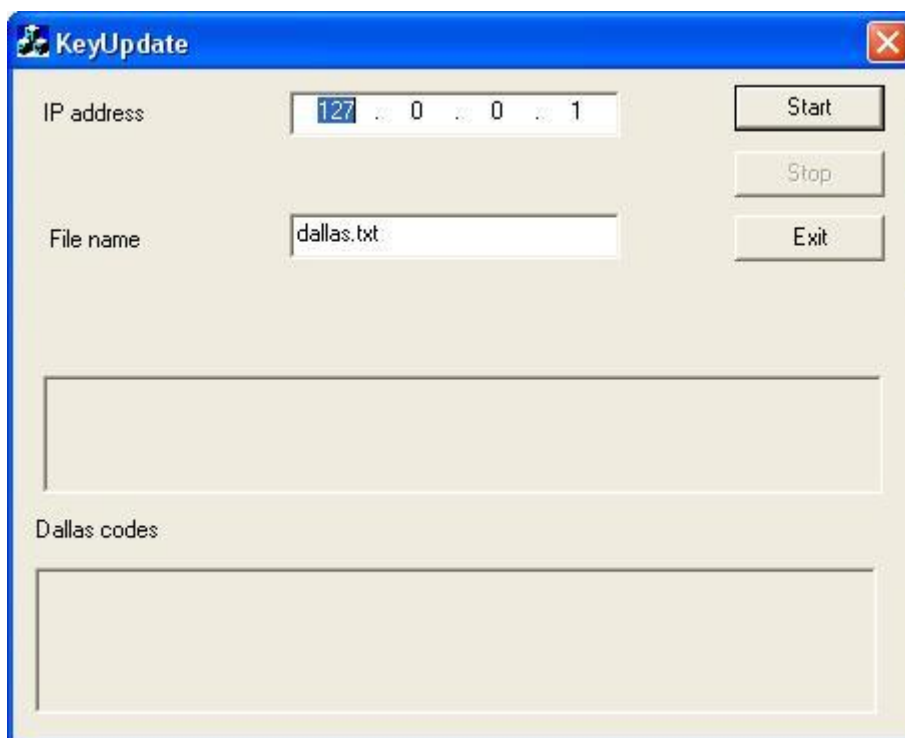 KeyUpdate
IP address 127 . 0 . 0 . 1 Start
Stop
File name dallas.txt Exit
Dallas codes